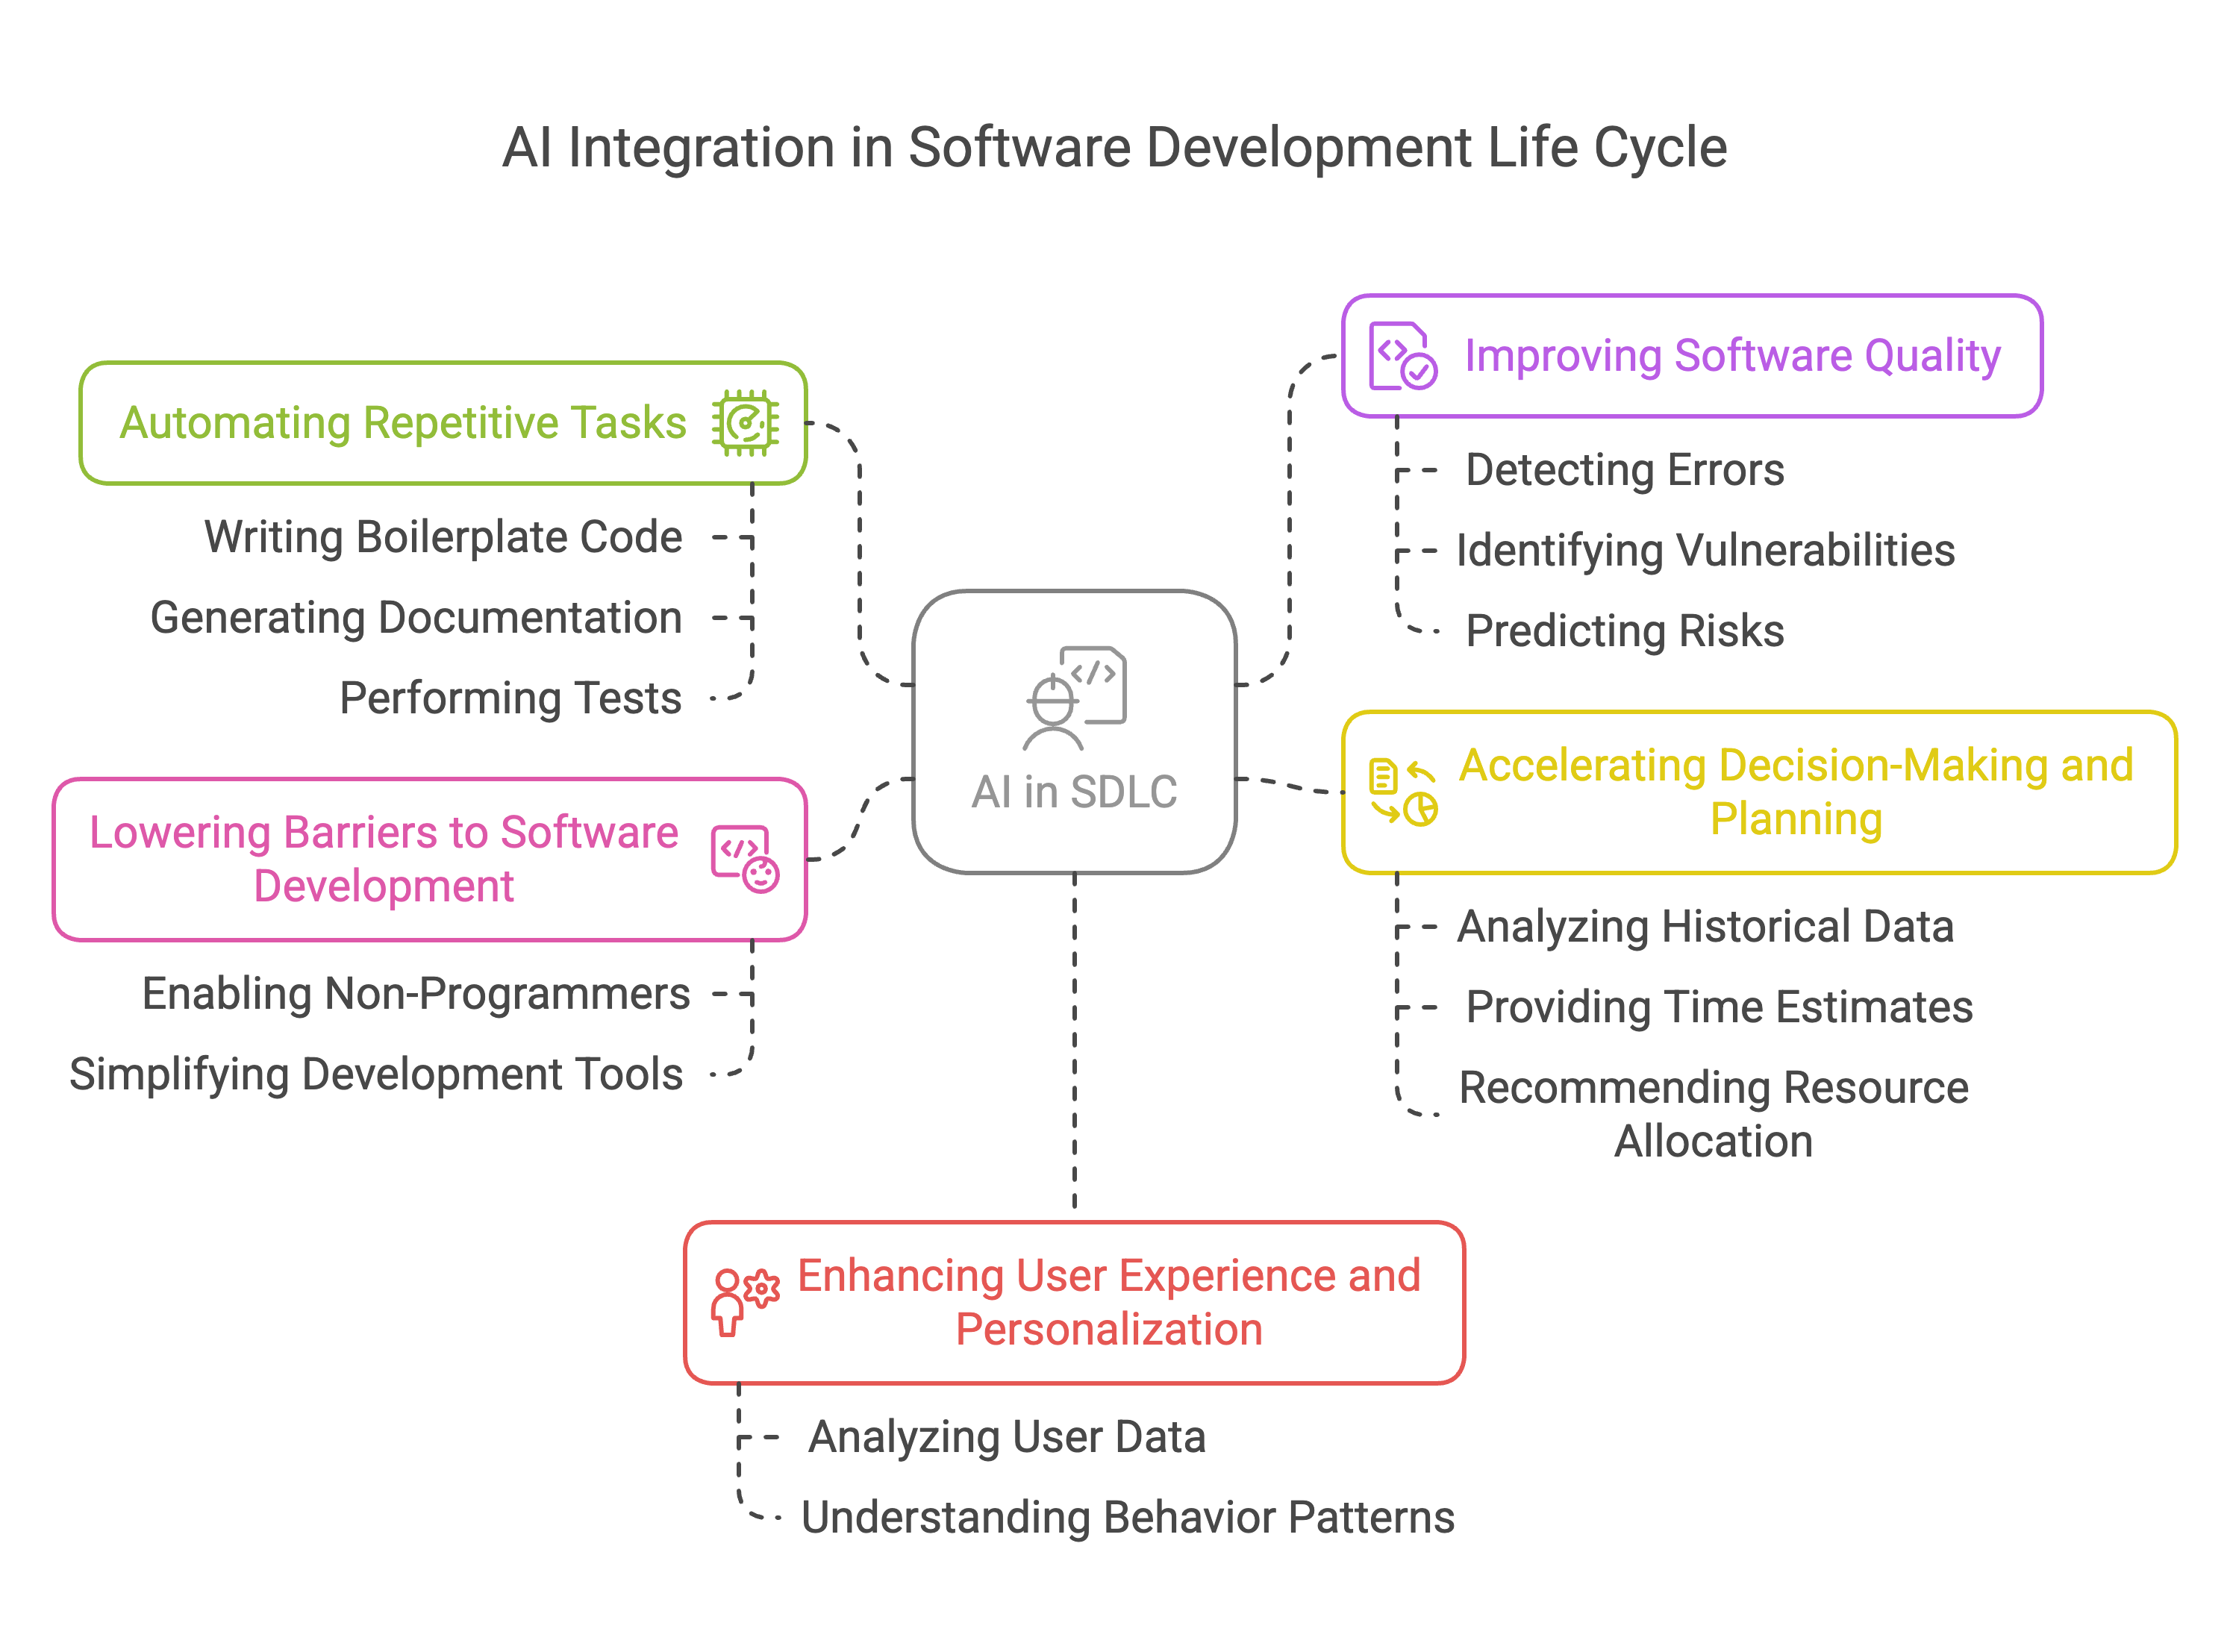 AI Integration in Software Development Life Cycle
Automating Repetitive Tasks
Writing Boilerplate Code
Generating Documentation
Performing Tests
Lowering Barriers to Software
Development
Enabling Non-Programmers
Simplifying Development Tools
AI in SDLC
Improving Software Quality
Detecting Errors
Identifying Vulnerabilities
Predicting Risks
Accelerating Decision-Making and
Planning
Analyzing Historical Data
Providing Time Estimates
Recommending Resource
Allocation
Enhancing User Experience and
Personalization
Analyzing User Data
Understanding Behavior Patterns